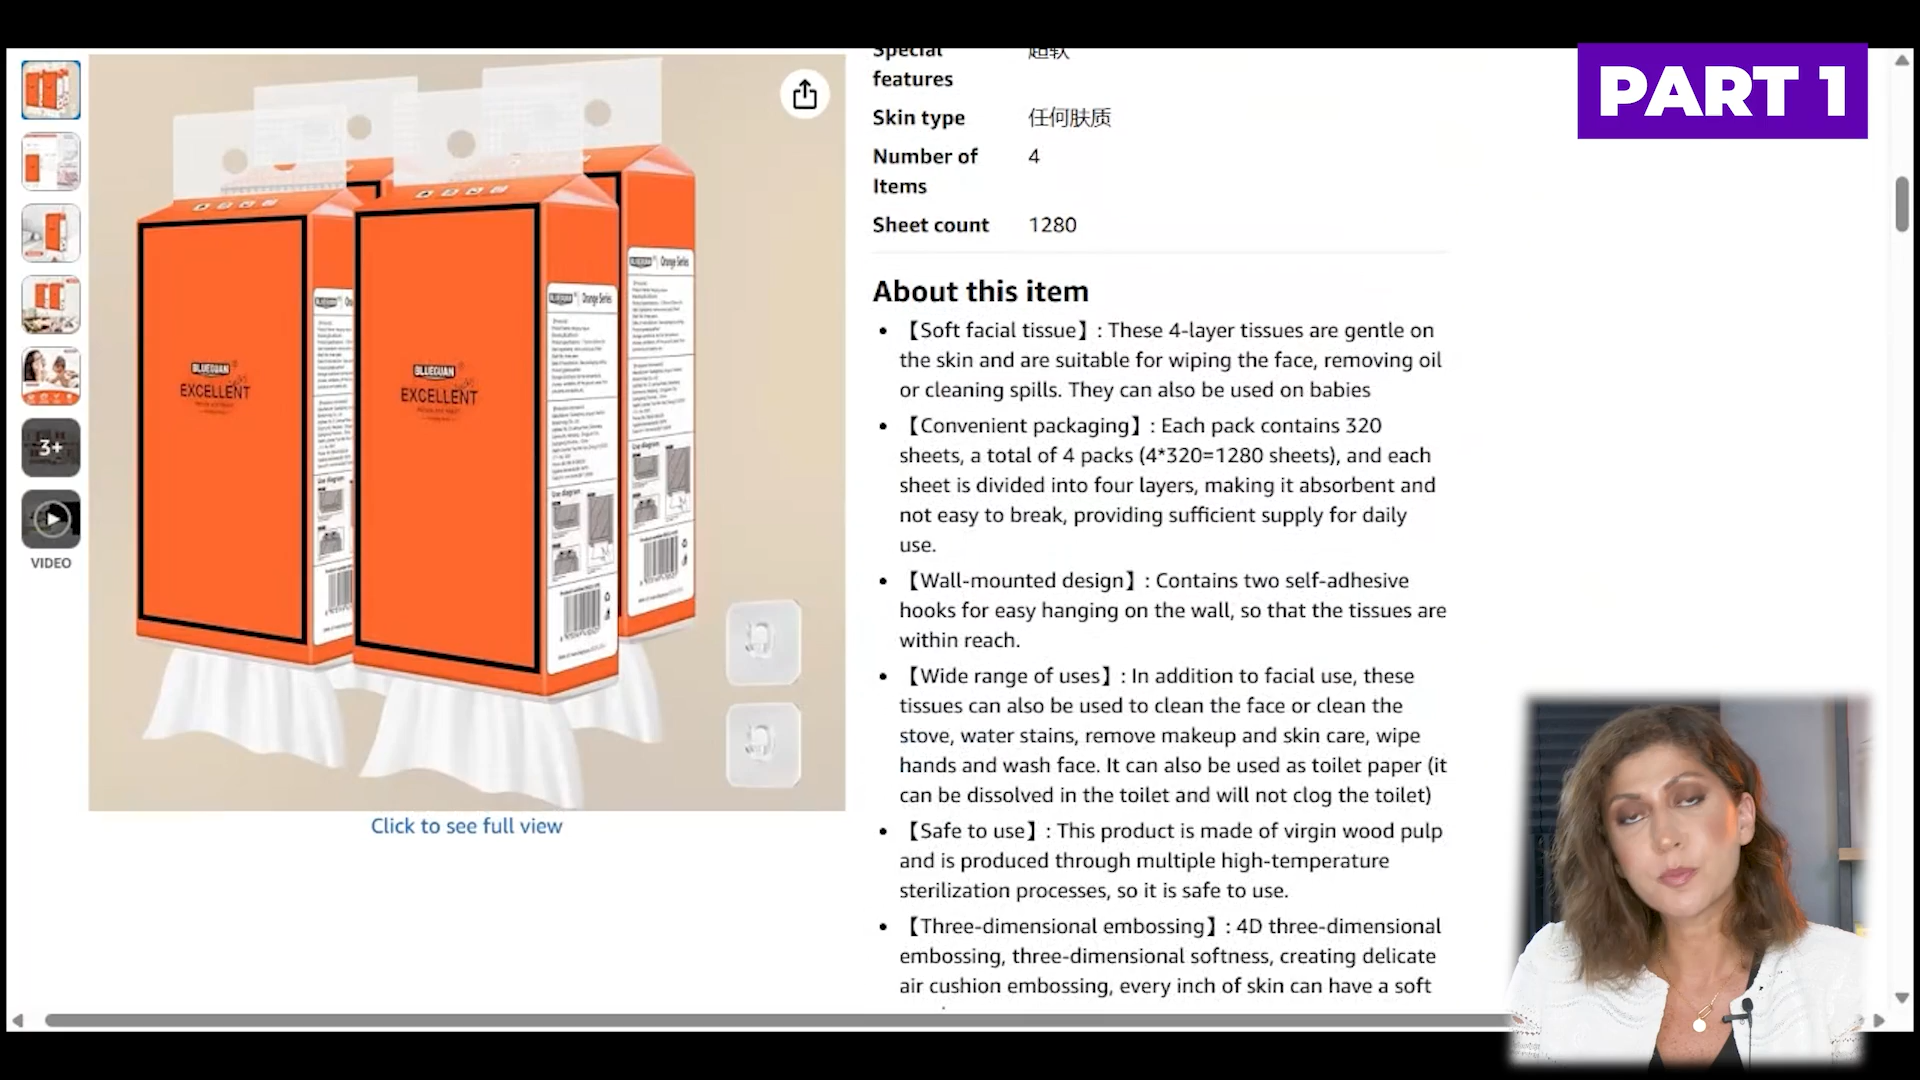 PART 1
Special
features
超软
Skin type
任何肤质
Number of
Items
4
Sheet count
1280
About this item
【Soft facial tissue】: These 4-layer tissues are gentle on
the skin and are suitable for wiping the face, removing oil
or cleaning spills. They can also be used on babies
【Convenient packaging】: Each pack contains 320
sheets, a total of 4 packs (4*320=1280 sheets), and each
sheet is divided into four layers, making it absorbent and
not easy to break, providing sufficient supply for daily
use.
【Wall-mounted design】: Contains two self-adhesive
hooks for easy hanging on the wall, so that the tissues are
within reach.
【Wide range of uses】: In addition to facial use, these
tissues can also be used to clean the face or clean the
stove, water stains, remove makeup and skin care, wipe
hands and wash face. It can also be used as toilet paper (it
can be dissolved in the toilet and will not clog the toilet)
【Safe to use】: This product is made of virgin wood pulp
and is produced through multiple high-temperature
sterilization processes, so it is safe to use.
【Three-dimensional embossing】: 4D three-dimensional
embossing, three-dimensional softness, creating delicate
air cushion embossing, every inch of skin can have a soft
3+
VIDEO
Click to see full view
BLUEGUAN
EXCELLENT
BLUEGUAN
EXCELLENT
Orange Series
Orange Series
Use diagram